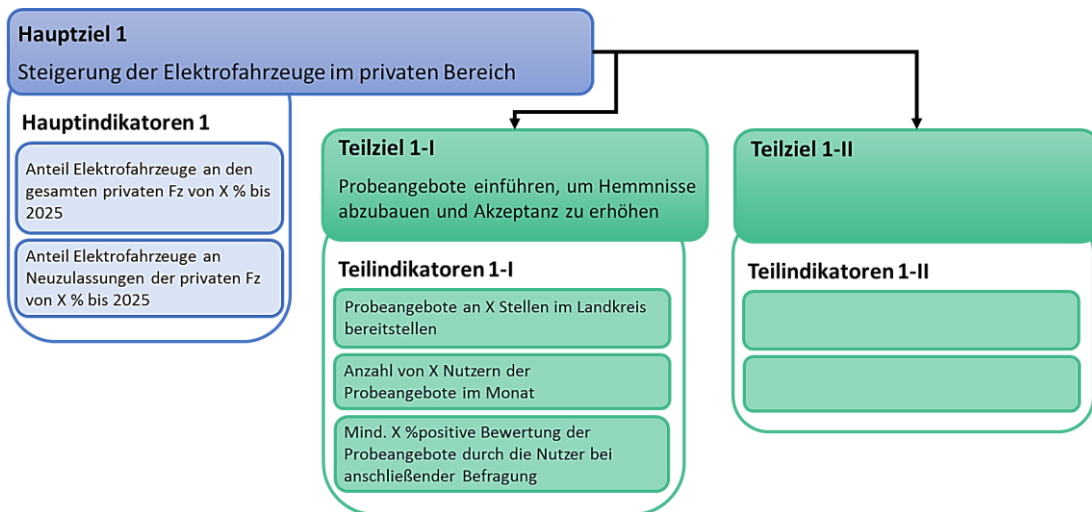 Hauptziel 1
Steigerung der Elektrofahrzeuge im privaten Bereich
Hauptindikatoren 1
Anteil Elektrofahrzeuge an den
gesamten privaten Fz von X % bis
2025
Anteil Elektrofahrzeuge an
Neuzulassungen der privaten Fz
von X % bis 2025
Teilziel 1-I
Probeangebote einführen, um Hemmnisse
abzubauen und Akzeptanz zu erhöhen
Teilindikatoren 1-I
Probeangebote an X Stellen im Landkreis
bereitstellen
Anzahl von X Nutzern der
Probeangebote im Monat
Mind. X %positive Bewertung der
Probeangebote durch die Nutzer bei
anschließender Befragung
Teilziel 1-II
Teilindikatoren 1-II